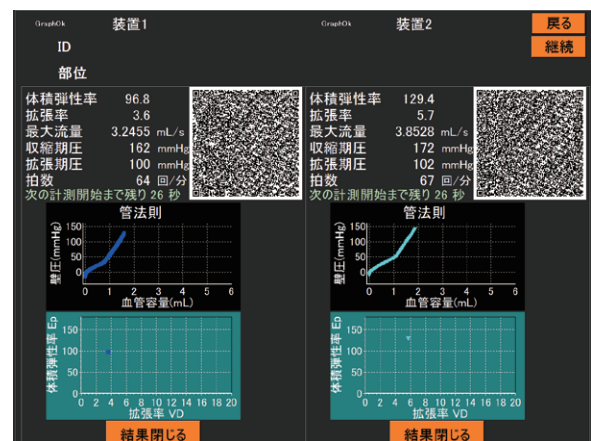 GraphOk 装置1
ID
部位
体積弾性率 96.8
拡張率 3.6
最大流量 3.2455 mL/s
収縮期圧 162 mmHg
拡張期圧 100 mmHg
拍数 64 回/分
次の計測開始まで残り 26 秒
管法則
壁圧(mmHg)
150
100
50
0
0 1 2 3 4 5 6
血管容量(mL)
体積弾性率 Ep
150
100
50
0
0 2 4 6 8 10 12 14 16 18 20
拡張率 VD
結果閉じる
GraphOk 装置2
戻る
継続
体積弾性率 129.4
拡張率 5.7
最大流量 3.8528 mL/s
収縮期圧 172 mmHg
拡張期圧 102 mmHg
拍数 67 回/分
次の計測開始まで残り 26 秒
管法則
壁圧(mmHg)
150
100
50
0
0 1 2 3 4 5 6
血管容量(mL)
体積弾性率 Ep
150
100
50
0
0 2 4 6 8 10 12 14 16 18 20
拡張率 VD
結果閉じる